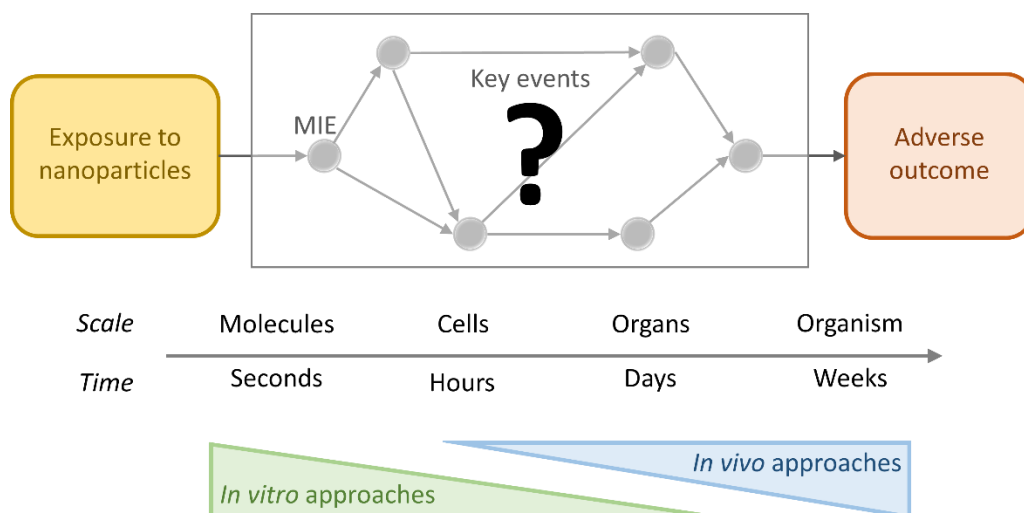 Key events
MIE
?
Exposure to
nanoparticles
Adverse
outcome
Scale
Molecules
Cells
Organs
Organism
Time
Seconds
Hours
Days
Weeks
In vivo approaches
In vitro approaches